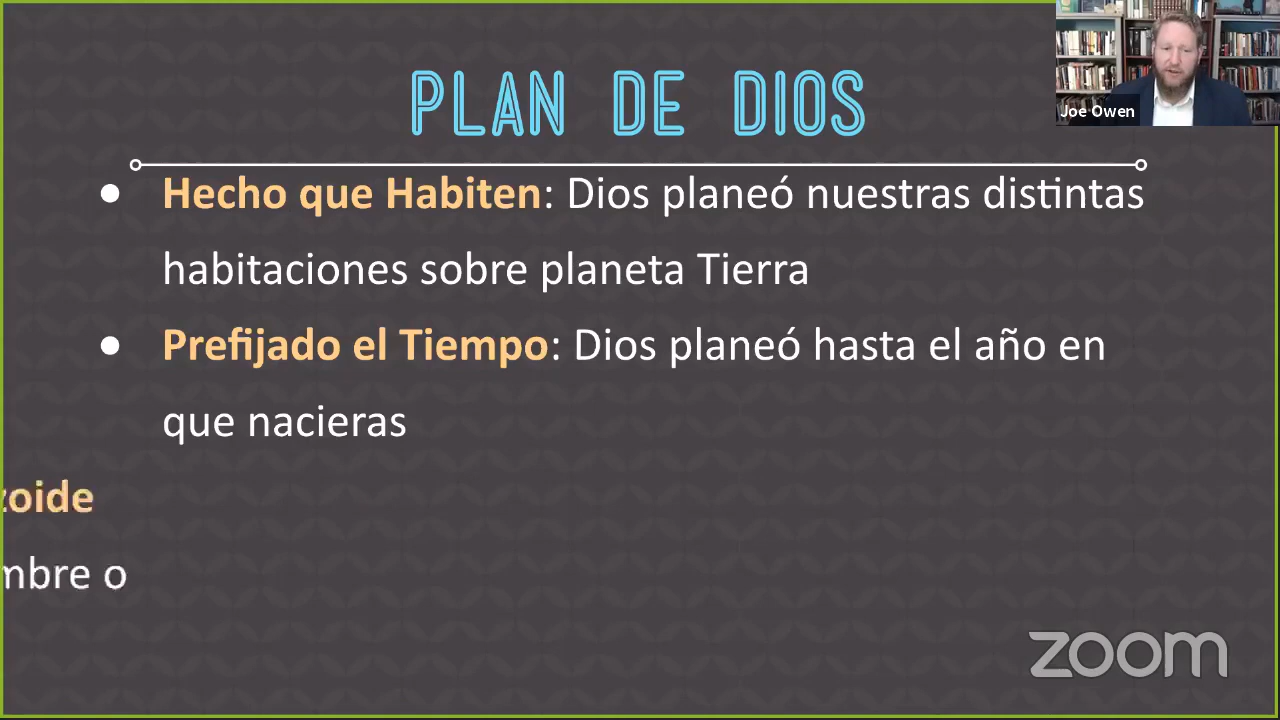 PLAN DE DIOS
Joe Owen
● Hecho que Habiten: Dios planeó nuestras distintas
habitaciones sobre planeta Tierra
● Prefijado el Tiempo: Dios planeó hasta el año en
que nacieras
zoide
mbre o
zoom